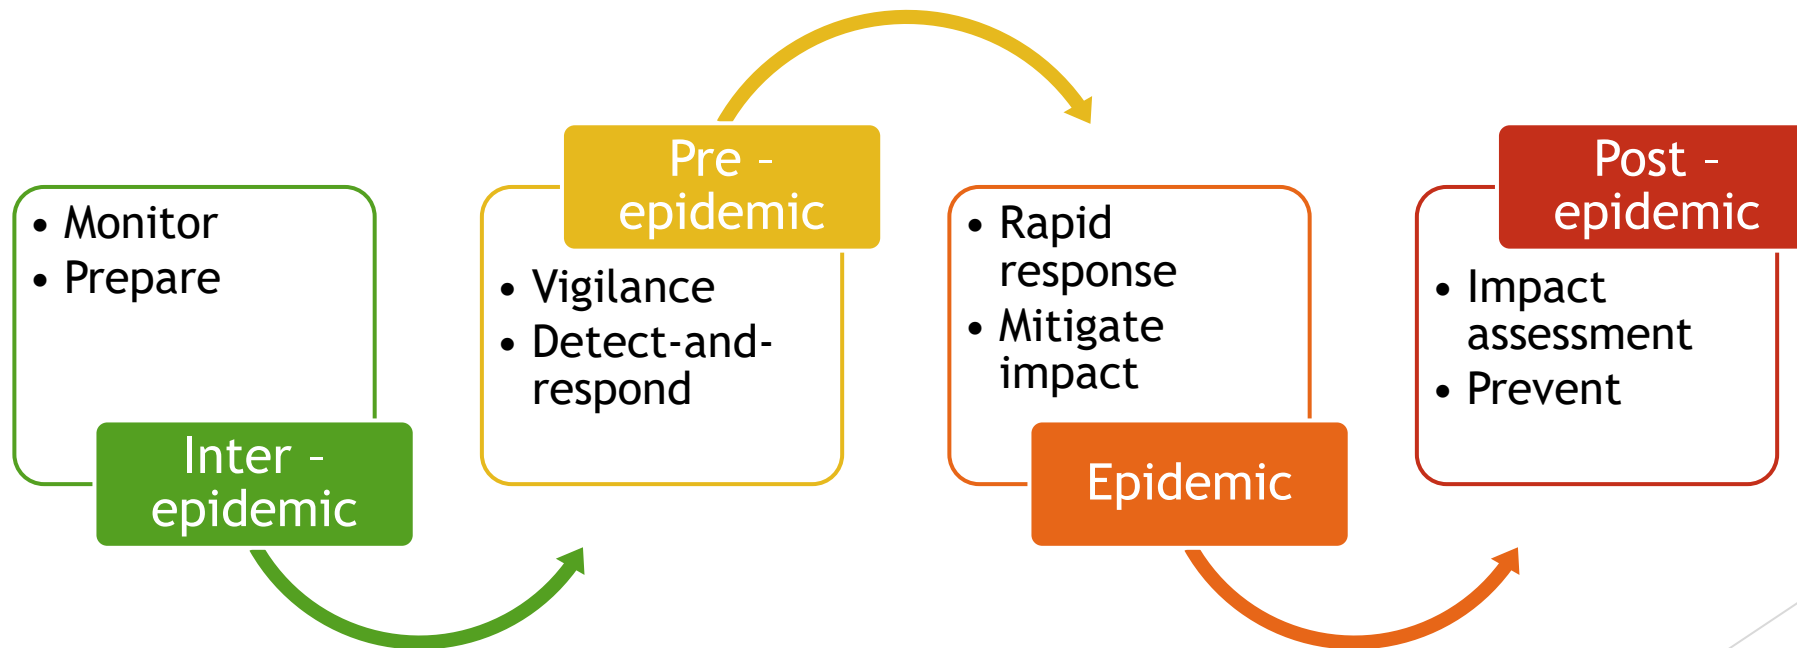 • Monitor
• Prepare
Inter –
epidemic
Pre –
epidemic
• Vigilance
• Detect-and-
respond
• Rapid
response
• Mitigate
impact
Epidemic
Post –
epidemic
• Impact
assessment
• Prevent